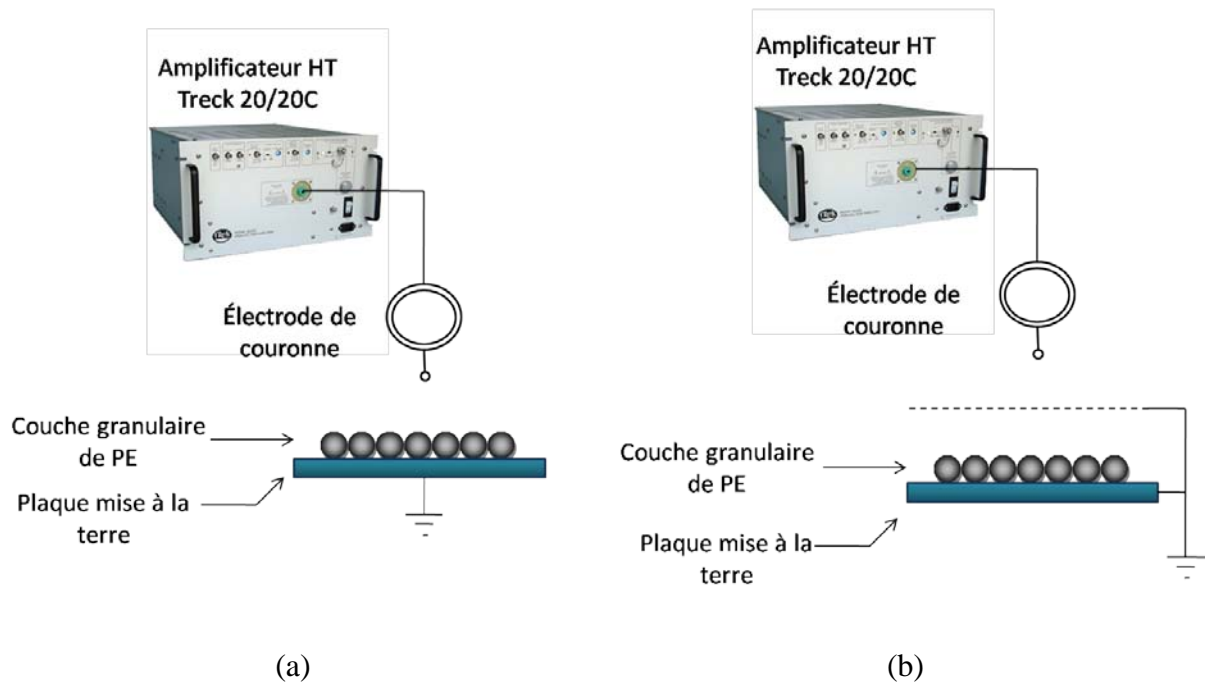 Amplificateur HT
Treck 20/20C
Électrode de
couronne
Couche granulaire
de PE
Plaque mise à la
terre
(a)
Amplificateur HT
Treck 20/20C
Électrode de
couronne
Couche granulaire
de PE
Plaque mise à la
terre
(b)